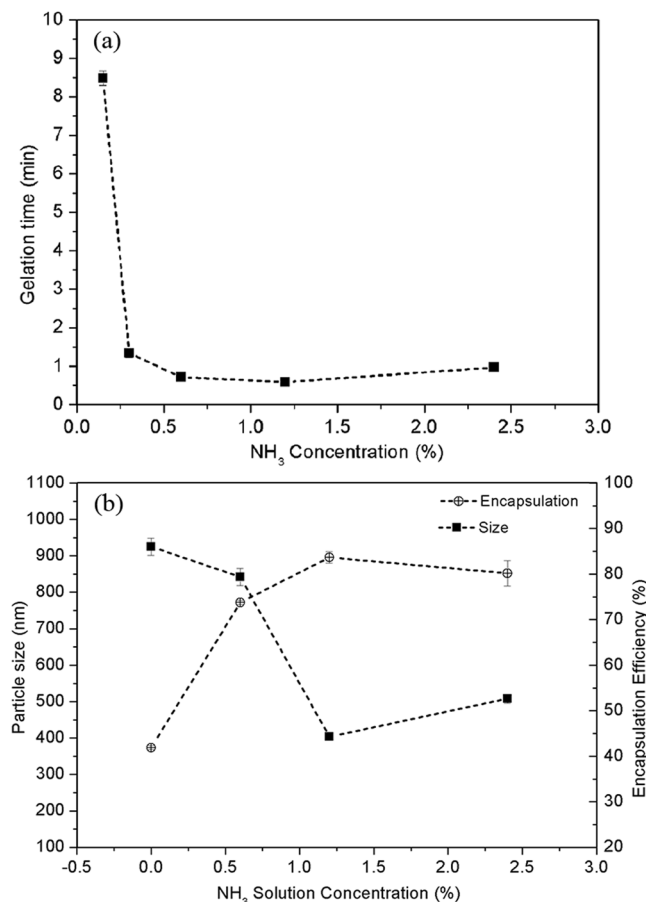 (a)
Gelation time (min)
10
9
8
7
6
5
4
3
2
1
0
0.0 0.5 1.0 1.5 2.0 2.5 3.0
NH₃ Concentration (%)
(b)
Encapsulation
Size
Particle size (nm)
1100
1000
900
800
700
600
500
400
300
200
100
Encapsulation Efficiency (%)
100
90
80
70
60
50
40
30
20
-0.5 0.0 0.5 1.0 1.5 2.0 2.5 3.0
NH₃ Solution Concentration (%)